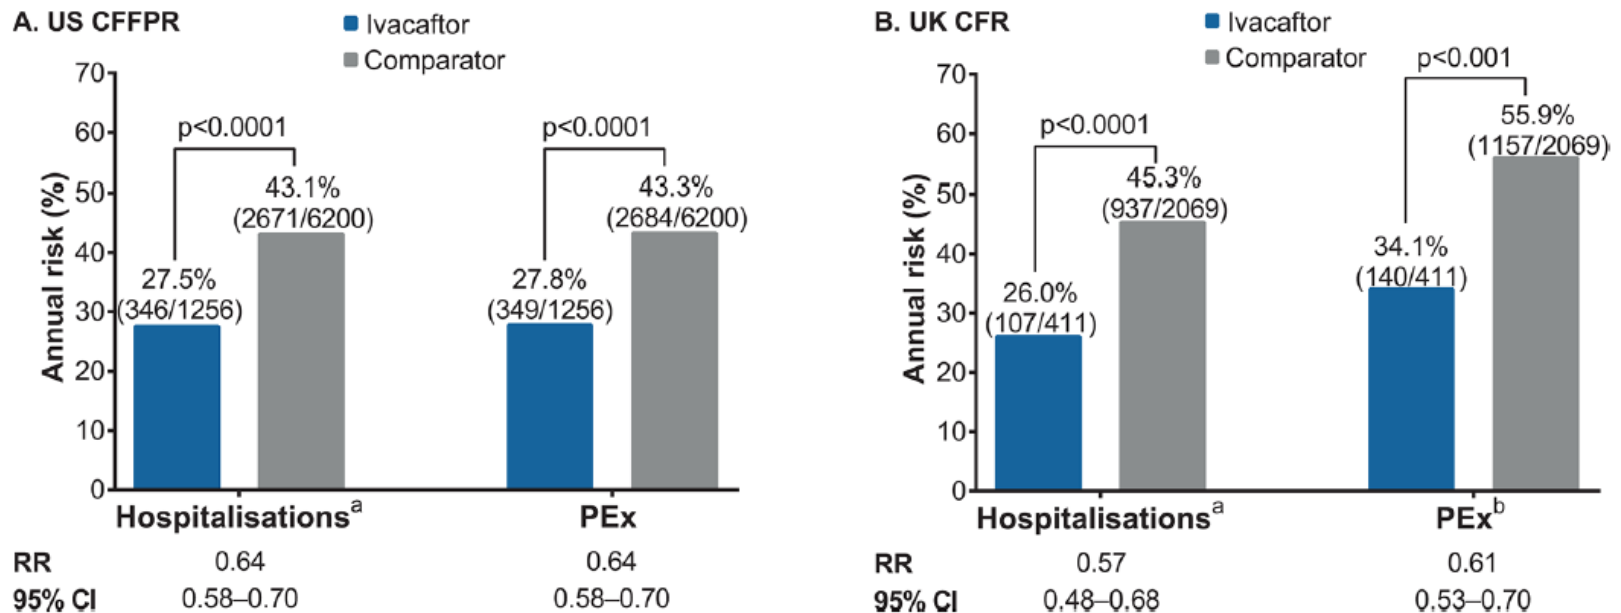 A. US CFFPR
Ivacaftor
Comparator
Annual risk (%)
70
60
50
40
30
20
10
0
p<0.0001
27.5%
(346/1256)
43.1%
(2671/6200)
p<0.0001
27.8%
(349/1256)
43.3%
(2684/6200)
Hospitalisationsa
PEx
RR 0.64 0.64
95% CI 0.58–0.70 0.58–0.70
B. UK CFR
Ivacaftor
Comparator
Annual risk (%)
70
60
50
40
30
20
10
0
p<0.0001
26.0%
(107/411)
45.3%
(937/2069)
p<0.001
34.1%
(140/411)
55.9%
(1157/2069)
Hospitalisationsa
PExb
RR 0.57 0.61
95% CI 0.48–0.68 0.53–0.70